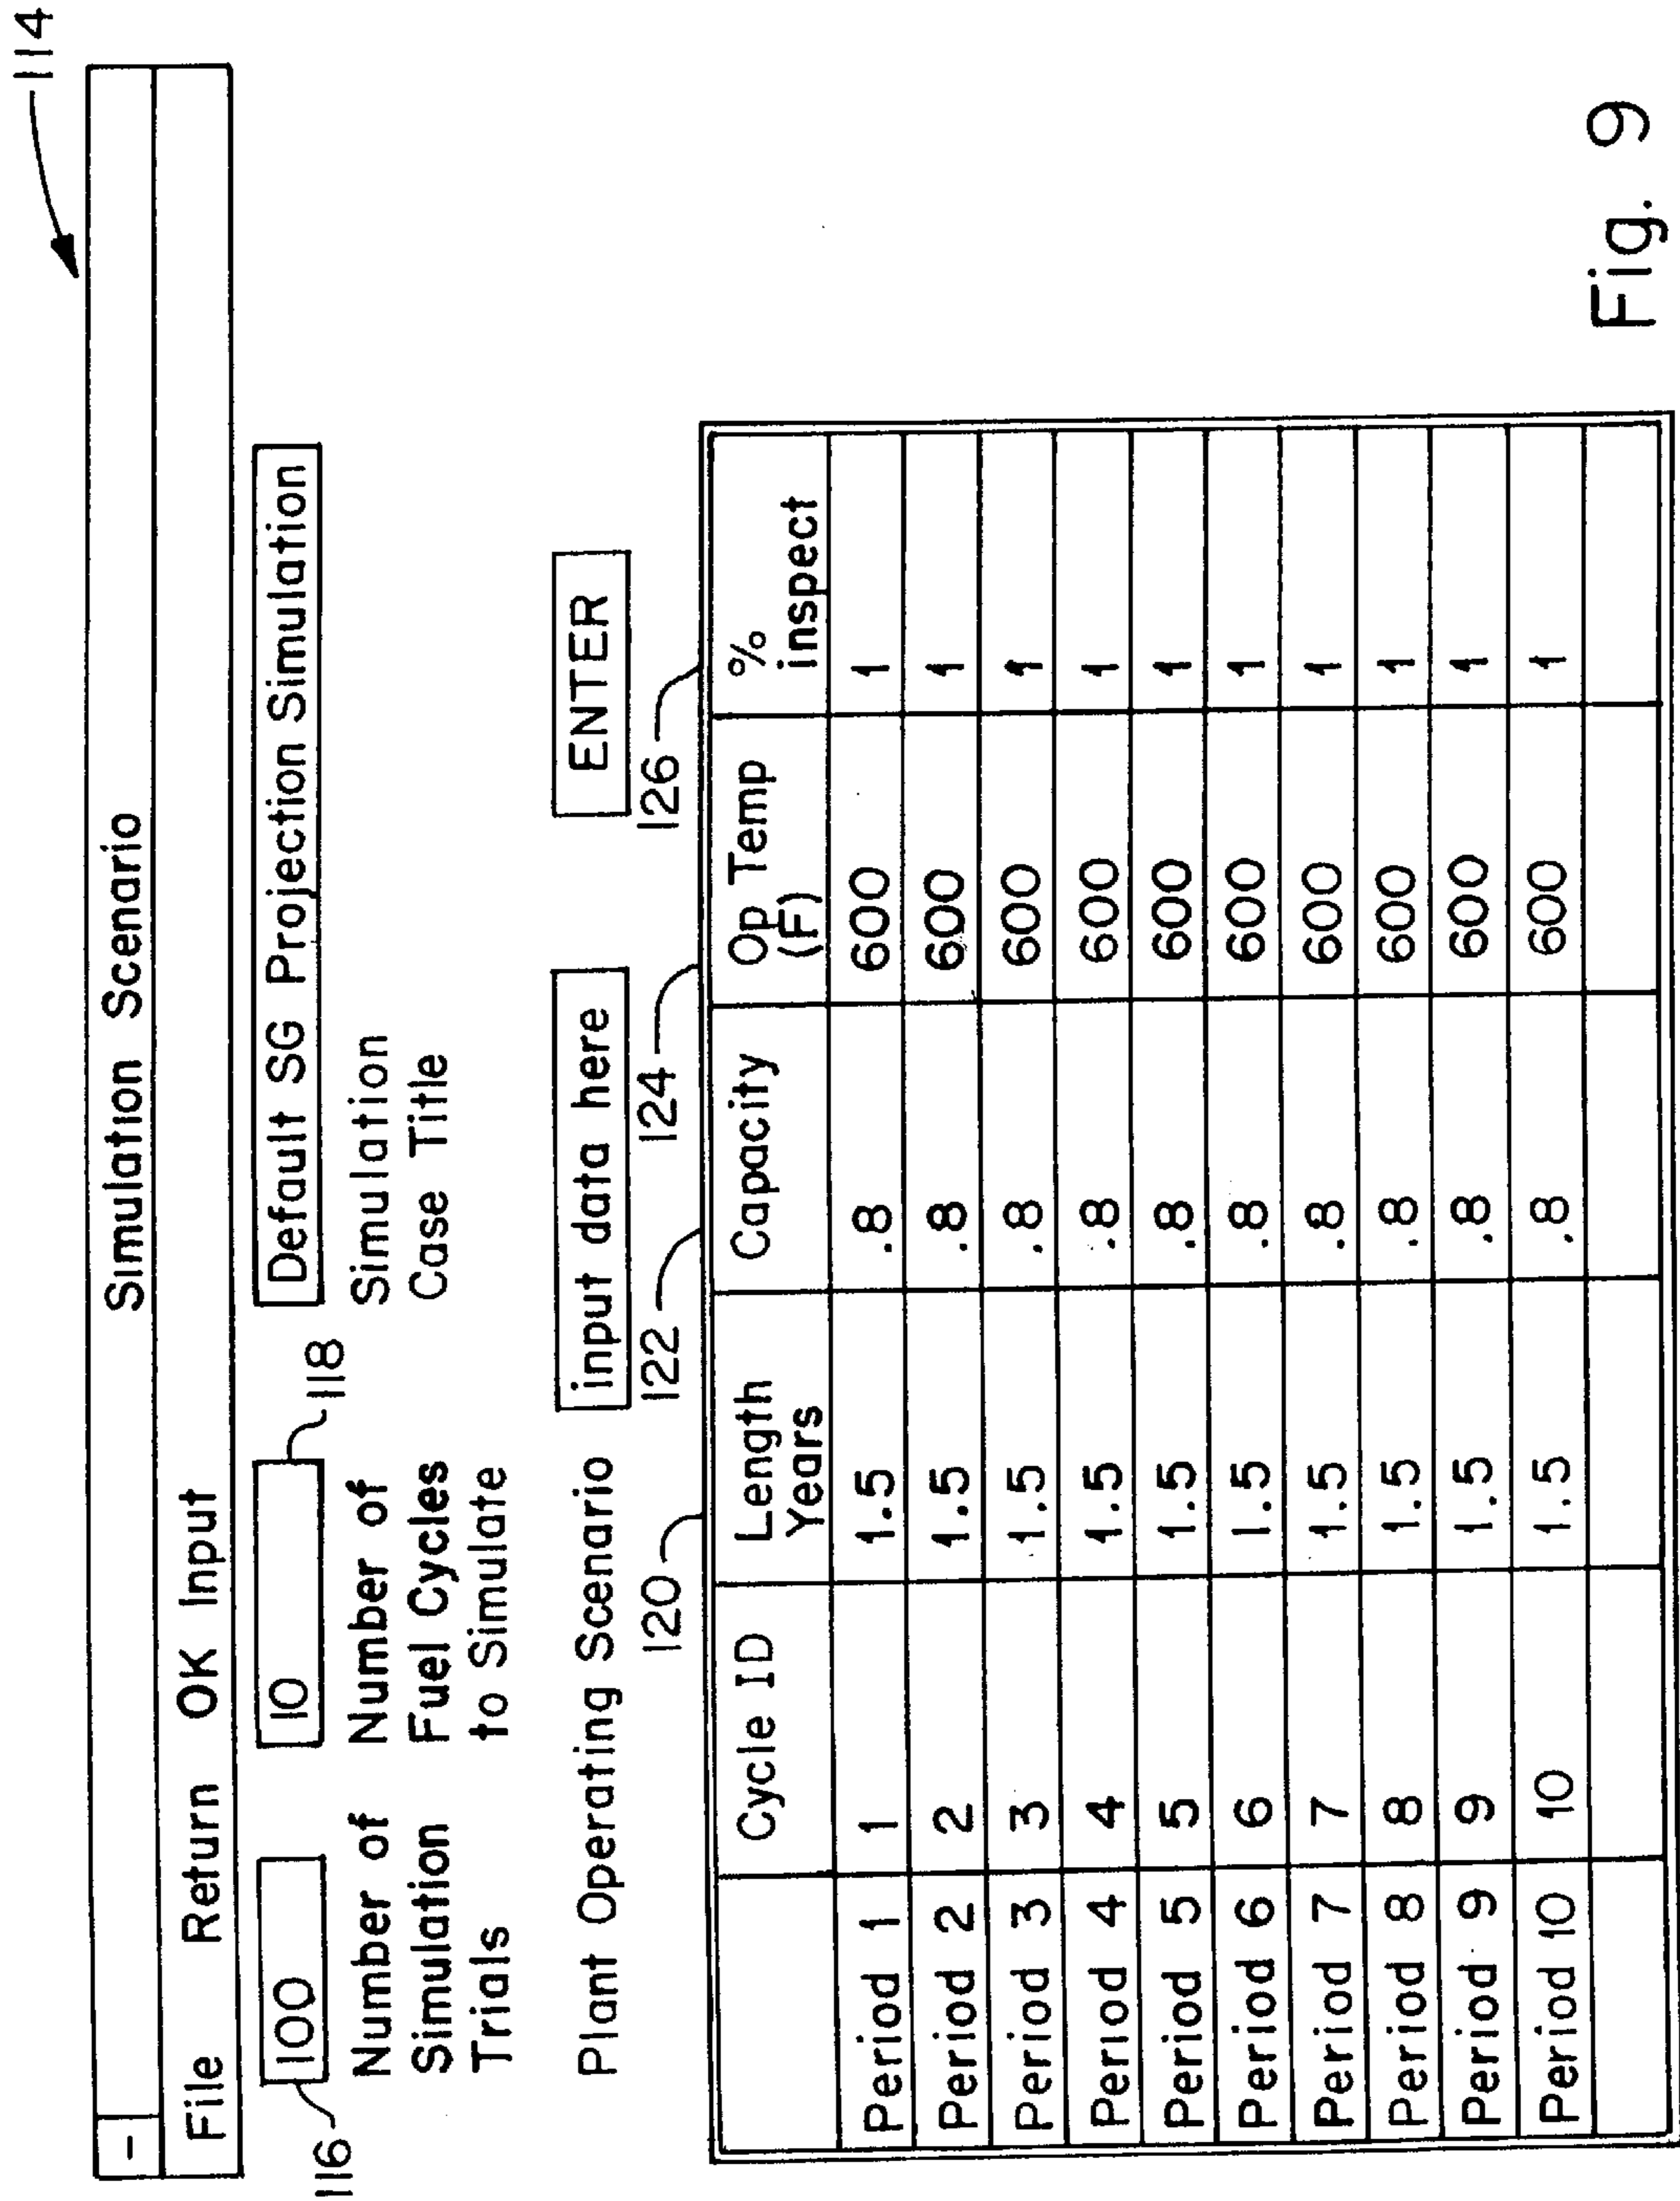 114
-
Simulation Scenario
File Return OK Input
116
100
10
118
Default SG Projection Simulation
Number of
Simulation
Trials
Number of
Fuel Cycles
to Simulate
Simulation
Case Title
Plant Operating Scenario
input data here
ENTER
120 122 124 126
Cycle ID Length Years Capacity Op Temp (F) % inspect
Period 1 1 1.5 .8 600 1
Period 2 2 1.5 .8 600 1
Period 3 3 1.5 .8 600 1
Period 4 4 1.5 .8 600 1
Period 5 5 1.5 .8 600 1
Period 6 6 1.5 .8 600 1
Period 7 7 1.5 .8 600 1
Period 8 8 1.5 .8 600 1
Period 9 9 1.5 .8 600 1
Period 10 10 1.5 .8 600 1
Fig. 9